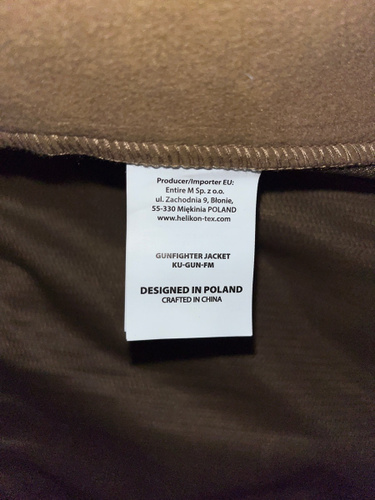 Producer/Importer EU:
Entire M Sp. z o.o.
ul. Zachodnia 9, Błonie,
55-330 Miękinia POLAND
www.helikon-tex.com
GUNFIGHTER JACKET
KU-GUN-FM
DESIGNED IN POLAND
CRAFTED IN CHINA